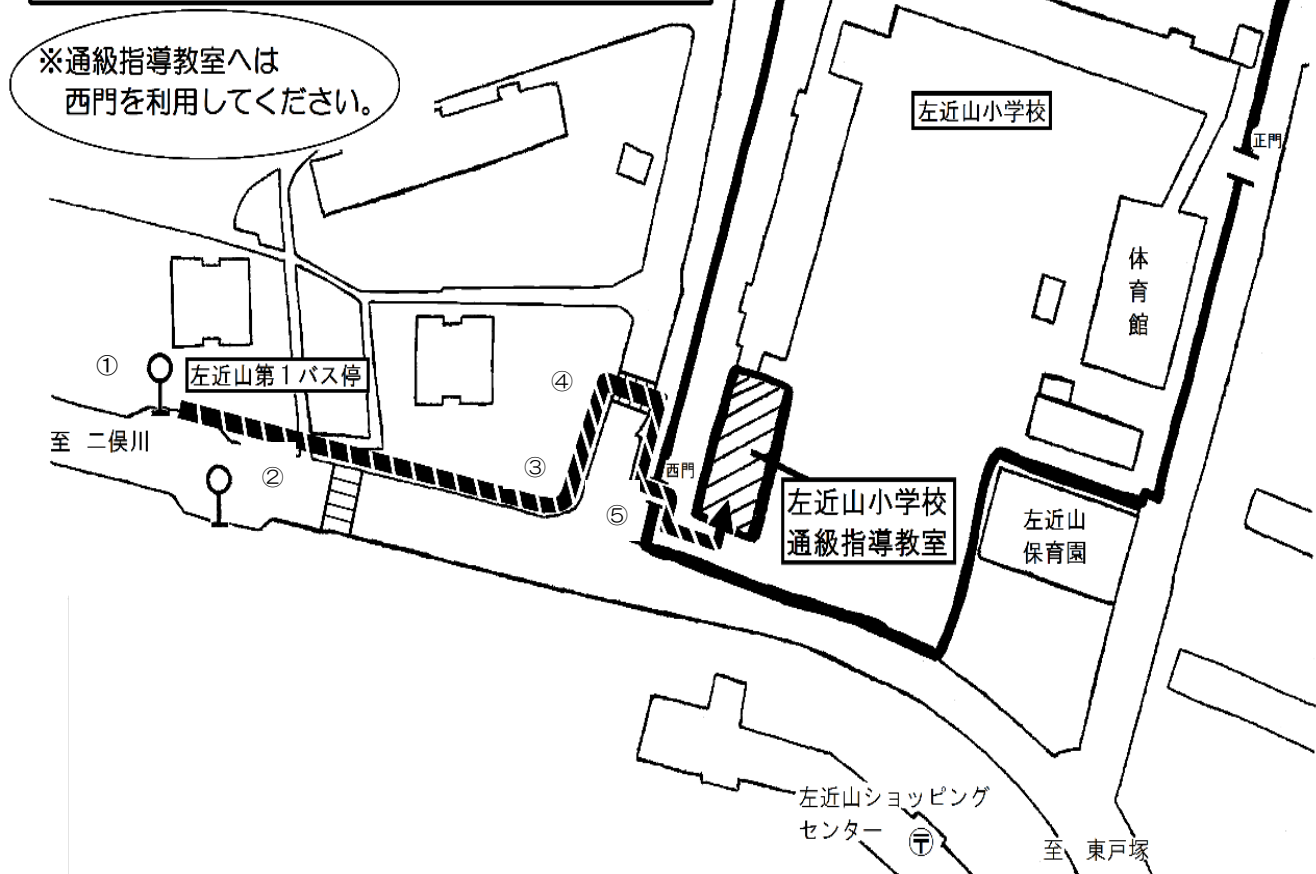 ※通級指導教室へは
西門を利用してください。
左近山小学校
正門
体育館
①
左近山第1バス停
④
至 二俣川
②
③
西門
⑤
左近山小学校
通級指導教室
左近山
保育園
左近山ショッピング
センター 〒
至 東戸塚